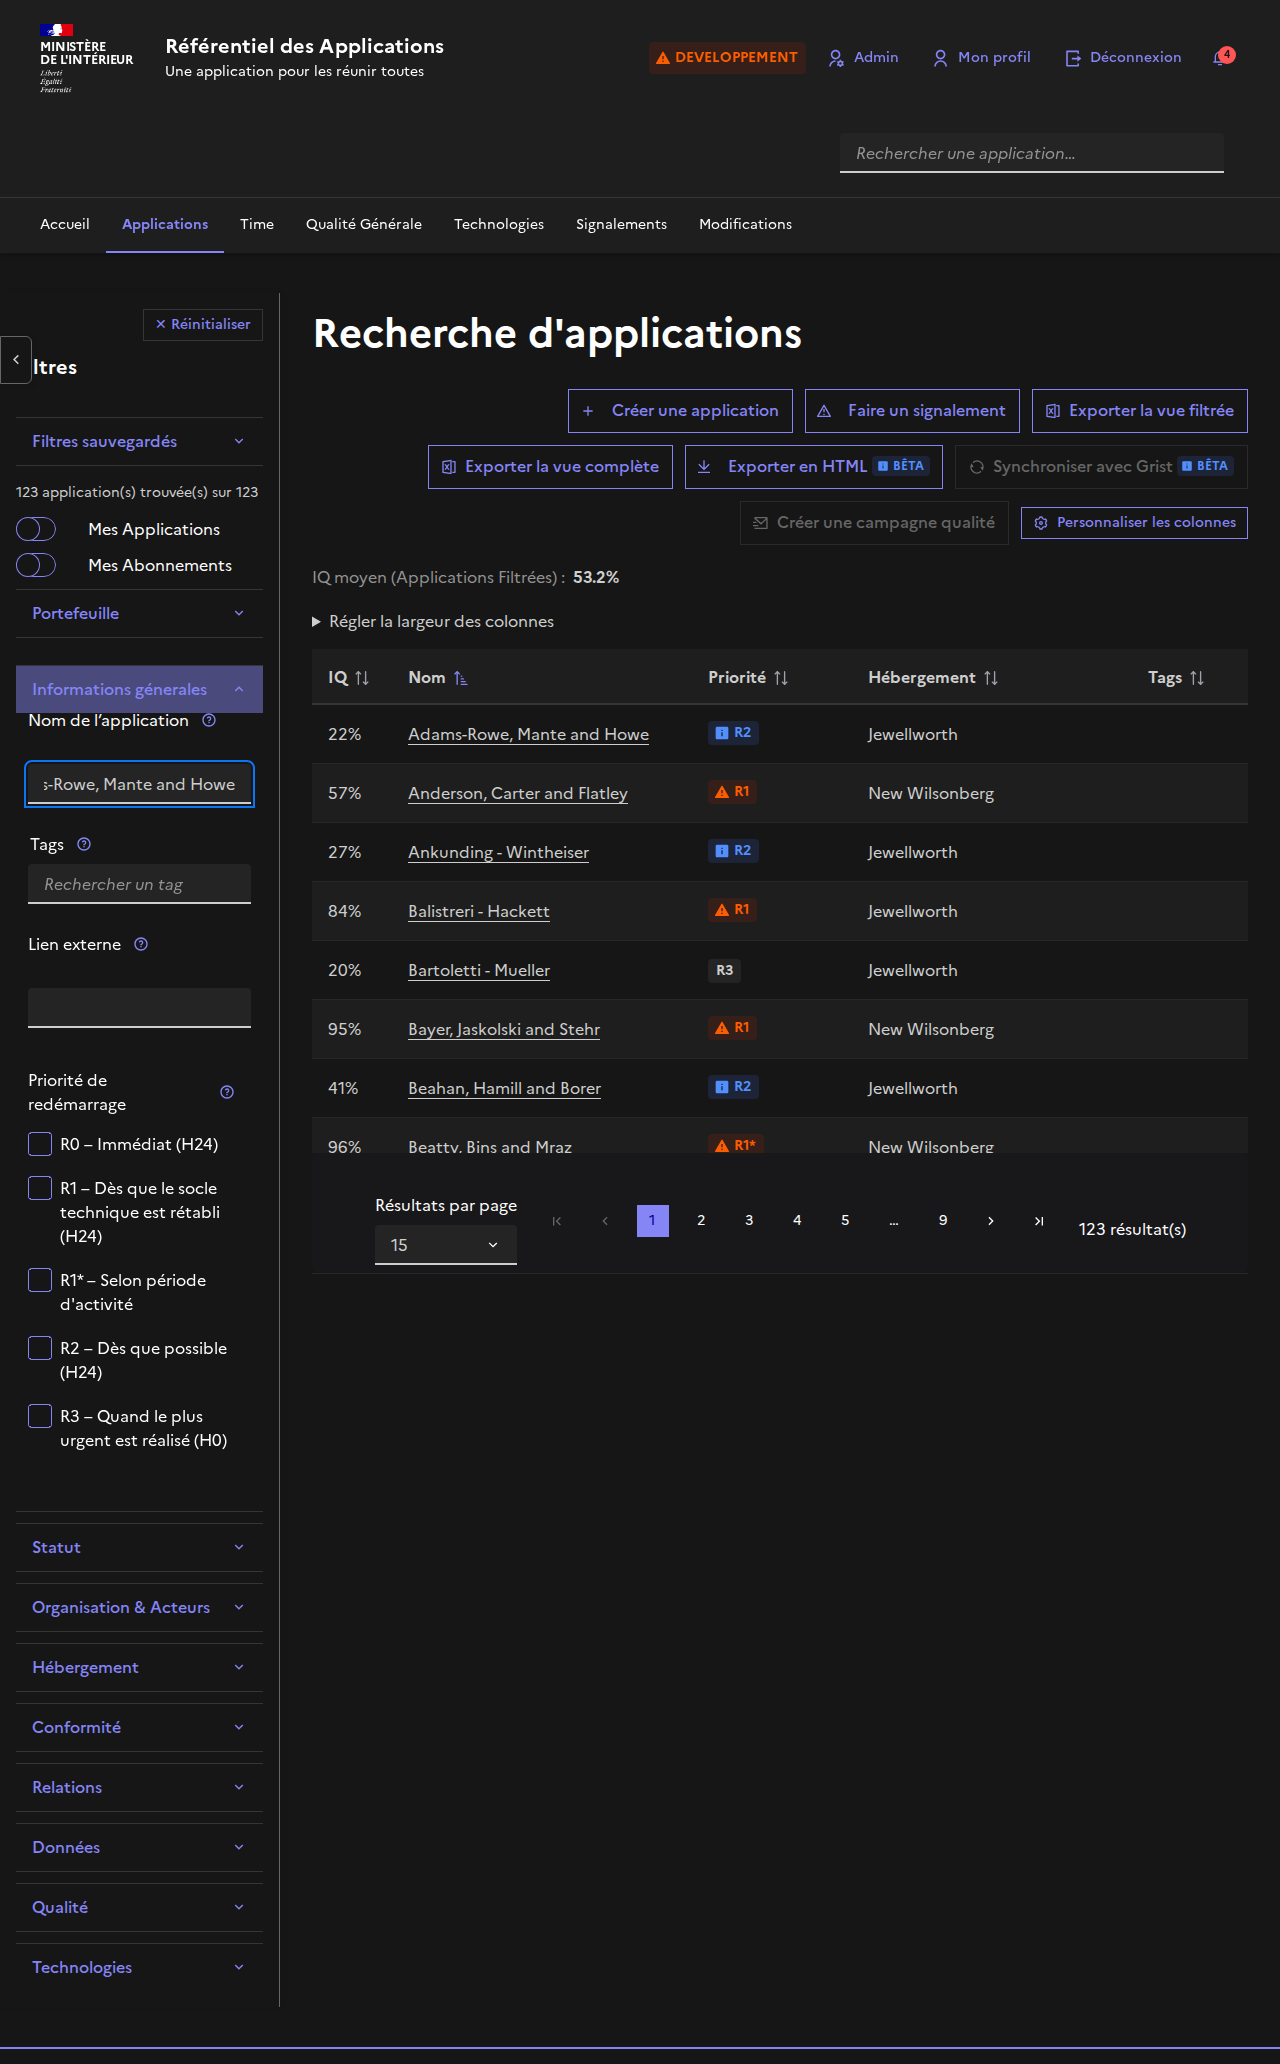 MINISTÈRE
DE L'INTÉRIEUR
Liberté
Égalité
Fraternité
Référentiel des Applications
Une application pour les réunir toutes
DEVELOPPEMENT
Admin
Mon profil
Déconnexion
4
Rechercher une application...
Accueil
Applications
Time
Qualité Générale
Technologies
Signalements
Modifications
× Réinitialiser
ltres
Filtres sauvegardés
123 application(s) trouvée(s) sur 123
Mes Applications
Mes Abonnements
Portefeuille
Informations génerales
Nom de l’application
s-Rowe, Mante and Howe
Tags
Rechercher un tag
Lien externe
Priorité de
redémarrage
R0 – Immédiat (H24)
R1 – Dès que le socle
technique est rétabli
(H24)
R1* – Selon période
d'activité
R2 – Dès que possible
(H24)
R3 – Quand le plus
urgent est réalisé (H0)
Statut
Organisation & Acteurs
Hébergement
Conformité
Relations
Données
Qualité
Technologies
Recherche d'applications
Créer une application
Faire un signalement
Exporter la vue filtrée
Exporter la vue complète
Exporter en HTML BÊTA
Synchroniser avec Grist BÊTA
Créer une campagne qualité
Personnaliser les colonnes
IQ moyen (Applications Filtrées) : 53.2%
Régler la largeur des colonnes
IQ Nom Priorité Hébergement Tags
22% Adams-Rowe, Mante and Howe R2 Jewellworth
57% Anderson, Carter and Flatley R1 New Wilsonberg
27% Ankunding - Wintheiser R2 Jewellworth
84% Balistreri - Hackett R1 Jewellworth
20% Bartoletti - Mueller R3 Jewellworth
95% Bayer, Jaskolski and Stehr R1 New Wilsonberg
41% Beahan, Hamill and Borer R2 Jewellworth
96% Beatty, Bins and Mraz R1* New Wilsonberg
Résultats par page
15
1 2 3 4 5 … 9
123 résultat(s)